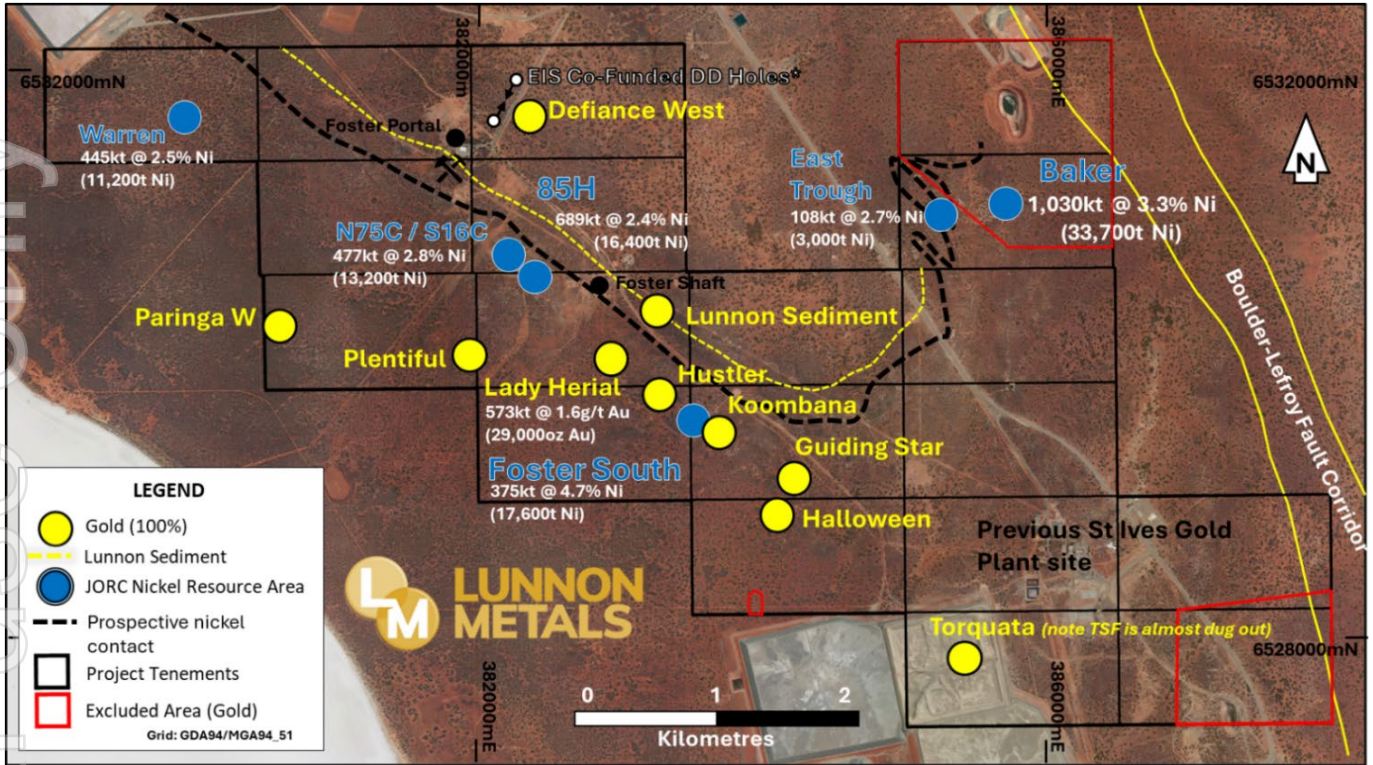 382000m
386000mE
6532000mN
6532000mN
EIS Co-Funded DD Holes*
Defiance West
Foster Portal
Warren
445kt @ 2.5% Ni
(11,200t Ni)
East
Trough
108kt @ 2.7% Ni
(3,000t Ni)
Baker
1,030kt @ 3.3% Ni
(33,700t Ni)
N
85H
689kt @ 2.4% Ni
(16,400t Ni)
N75C / S16C
477kt @ 2.8% Ni
(13,200t Ni)
Foster Shaft
Boulder-Lefroy Fault Corridor
Paringa W
Lunnon Sediment
Plentiful
Lady Herial
573kt @ 1.6g/t Au
(29,000oz Au)
Hustler
Koombana
Guiding Star
Foster South
375kt @ 4.7% Ni
(17,600t Ni)
Halloween
Previous St Ives Gold
Plant site
LEGEND
Gold (100%)
Lunnon Sediment
JORC Nickel Resource Area
Prospective nickel
contact
Project Tenements
Excluded Area (Gold)
Grid: GDA94/MGA94_51
LM
LUNNON
METALS
Torquata (note TSF is almost dug out)
6528000mN
382000mE
386000mE
0 1 2
Kilometres